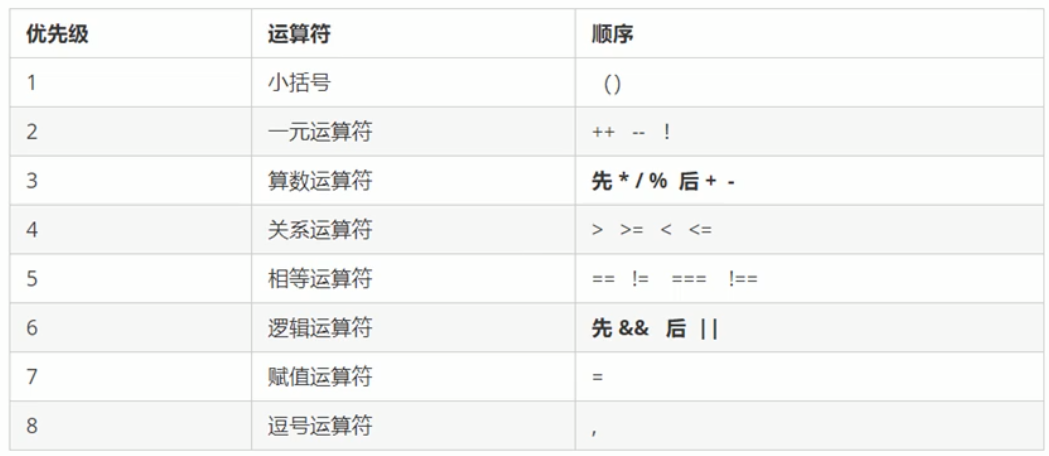 优先级 运算符 顺序
1 小括号 （）
2 一元运算符 ++ -- !
3 算数运算符 先 * / % 后 + -
4 关系运算符 > >= < <=
5 相等运算符 == != === !==
6 逻辑运算符 先 && 后 ||
7 赋值运算符 =
8 逗号运算符 ,